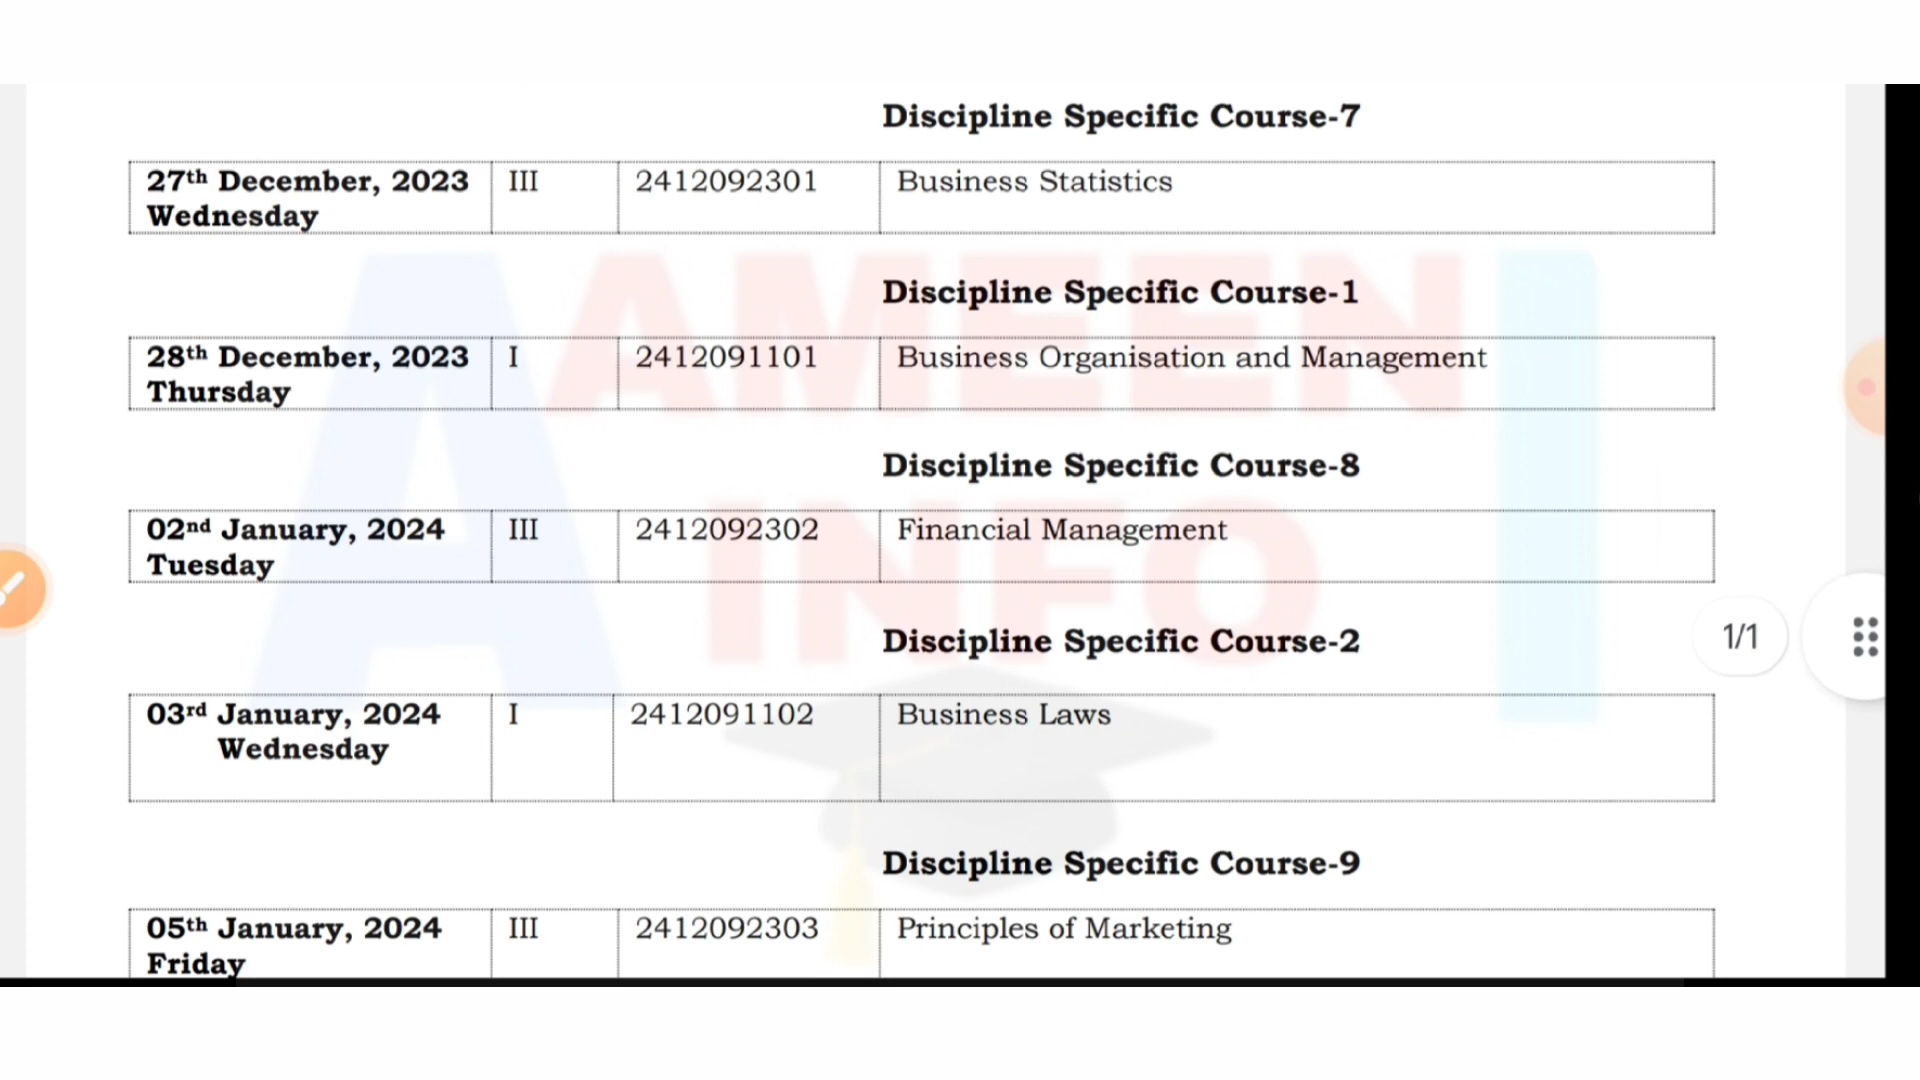 Discipline Specific Course-7
27th December, 2023 III 2412092301 Business Statistics
Wednesday
Discipline Specific Course-1
28th December, 2023 I 2412091101 Business Organisation and Management
Thursday
Discipline Specific Course-8
02nd January, 2024 III 2412092302 Financial Management
Tuesday
Discipline Specific Course-2
03rd January, 2024 I 2412091102 Business Laws
Wednesday
Discipline Specific Course-9
05th January, 2024 III 2412092303 Principles of Marketing
Friday
1/1
A AMEEN INFO